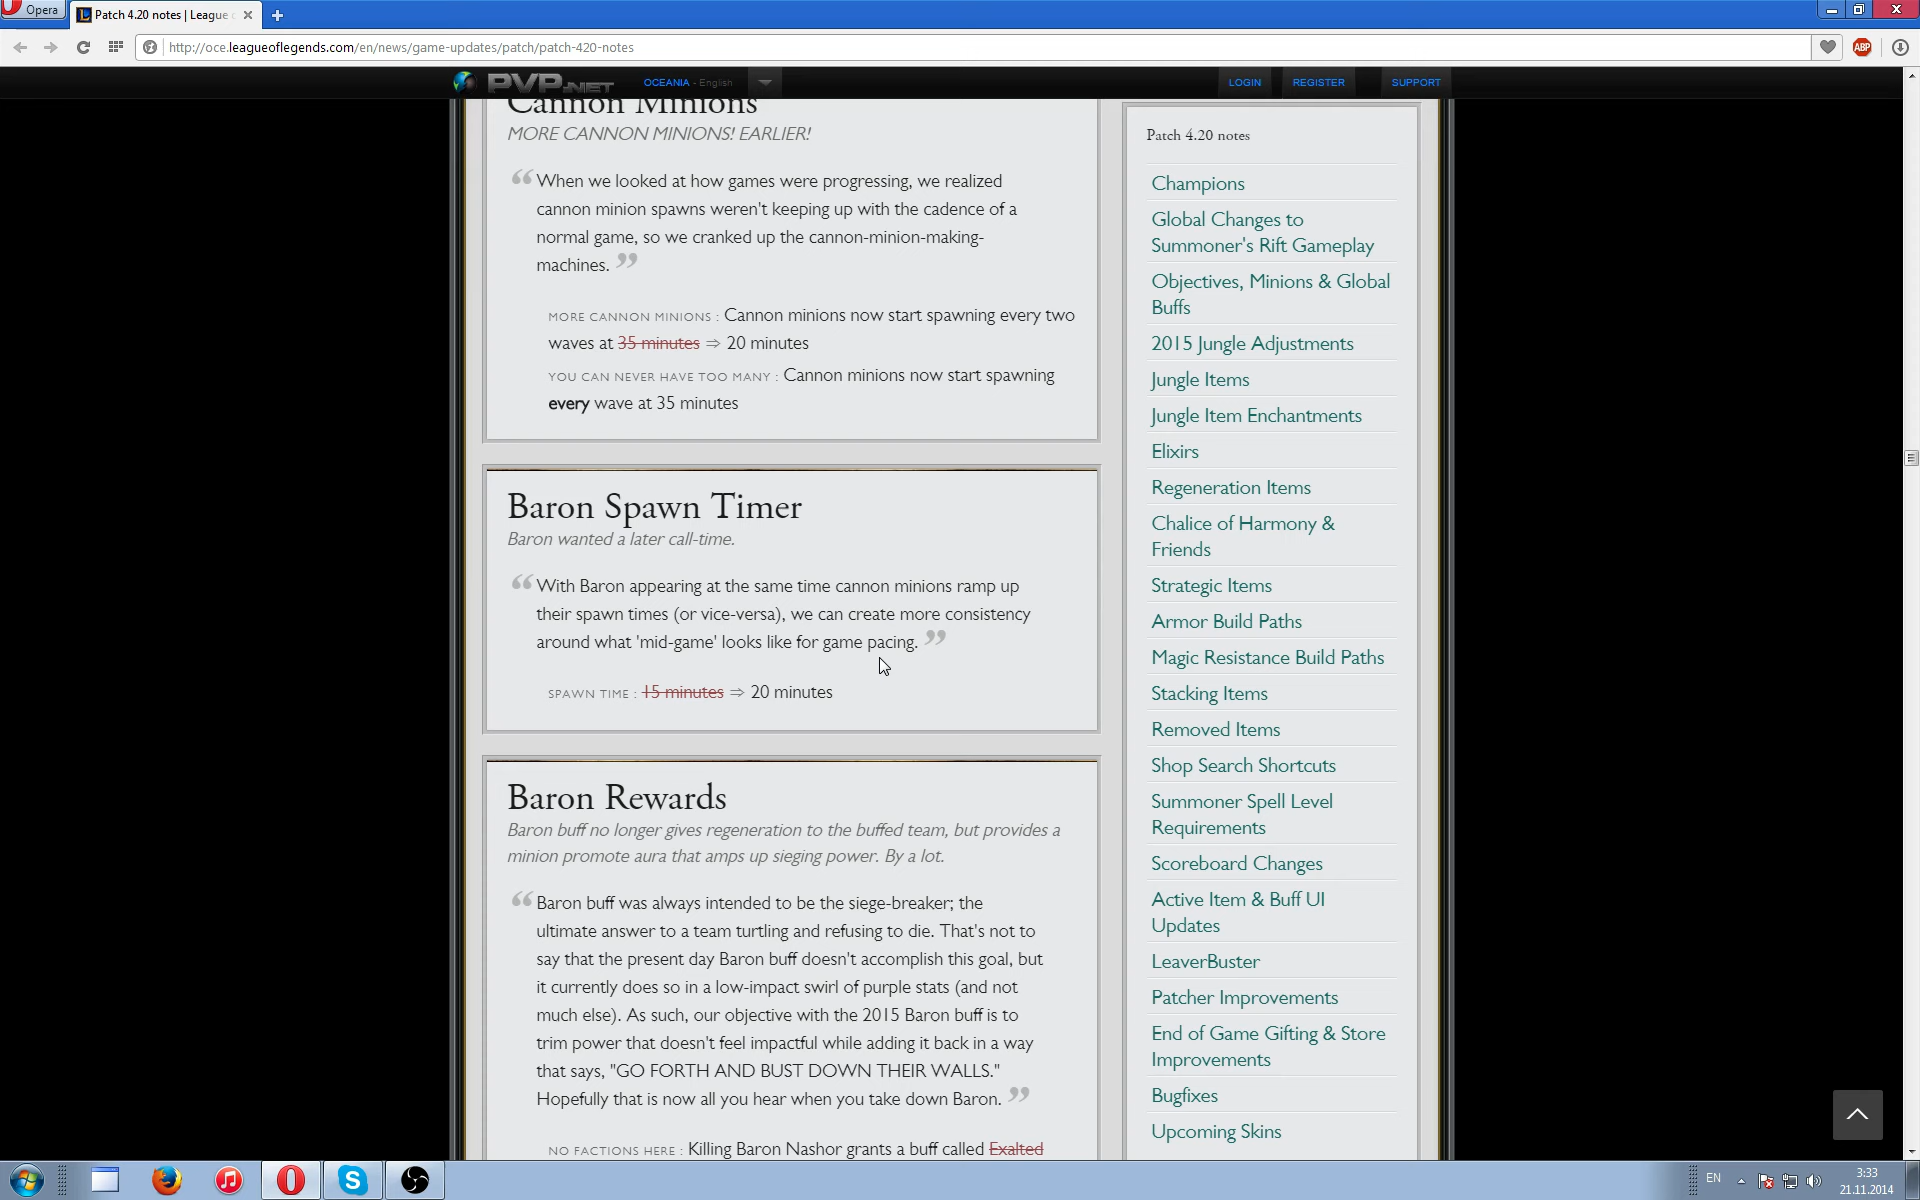 Opera
Patch 4.20 notes | League o
http://oce.leagueoflegends.com/en/news/game-updates/patch/patch-420-notes
ABP
PVP.NET
OCEANIA - English
LOGIN
REGISTER
SUPPORT
Cannon Minions
MORE CANNON MINIONS! EARLIER!
“ When we looked at how games were progressing, we realized
cannon minion spawns weren't keeping up with the cadence of a
normal game, so we cranked up the cannon-minion-making-
machines. ”
MORE CANNON MINIONS : Cannon minions now start spawning every two
waves at 35 minutes ⇒ 20 minutes
YOU CAN NEVER HAVE TOO MANY : Cannon minions now start spawning
every wave at 35 minutes
Baron Spawn Timer
Baron wanted a later call-time.
“ With Baron appearing at the same time cannon minions ramp up
their spawn times (or vice-versa), we can create more consistency
around what 'mid-game' looks like for game pacing. ”
SPAWN TIME : 15 minutes ⇒ 20 minutes
Baron Rewards
Baron buff no longer gives regeneration to the buffed team, but provides a
minion promote aura that amps up sieging power. By a lot.
“ Baron buff was always intended to be the siege-breaker; the
ultimate answer to a team turtling and refusing to die. That's not to
say that the present day Baron buff doesn't accomplish this goal, but
it currently does so in a low-impact swirl of purple stats (and not
much else). As such, our objective with the 2015 Baron buff is to
trim power that doesn't feel impactful while adding it back in a way
that says, "GO FORTH AND BUST DOWN THEIR WALLS."
Hopefully that is now all you hear when you take down Baron. ”
NO FACTIONS HERE : Killing Baron Nashor grants a buff called Exalted
Patch 4.20 notes
Champions
Global Changes to
Summoner's Rift Gameplay
Objectives, Minions & Global
Buffs
2015 Jungle Adjustments
Jungle Items
Jungle Item Enchantments
Elixirs
Regeneration Items
Chalice of Harmony &
Friends
Strategic Items
Armor Build Paths
Magic Resistance Build Paths
Stacking Items
Removed Items
Shop Search Shortcuts
Summoner Spell Level
Requirements
Scoreboard Changes
Active Item & Buff UI
Updates
LeaverBuster
Patcher Improvements
End of Game Gifting & Store
Improvements
Bugfixes
Upcoming Skins
EN
3:33
21.11.2014